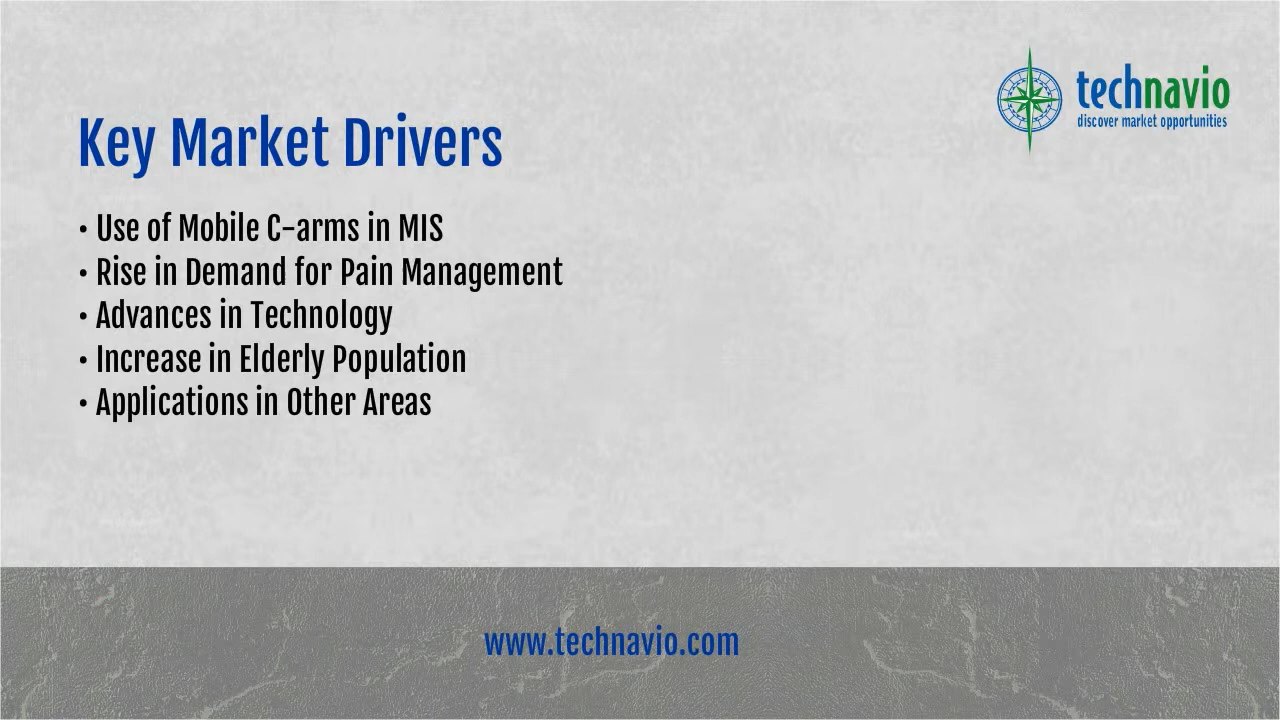 technavio
discover market opportunities
Key Market Drivers
• Use of Mobile C-arms in MIS
• Rise in Demand for Pain Management
• Advances in Technology
• Increase in Elderly Population
• Applications in Other Areas
www.technavio.com